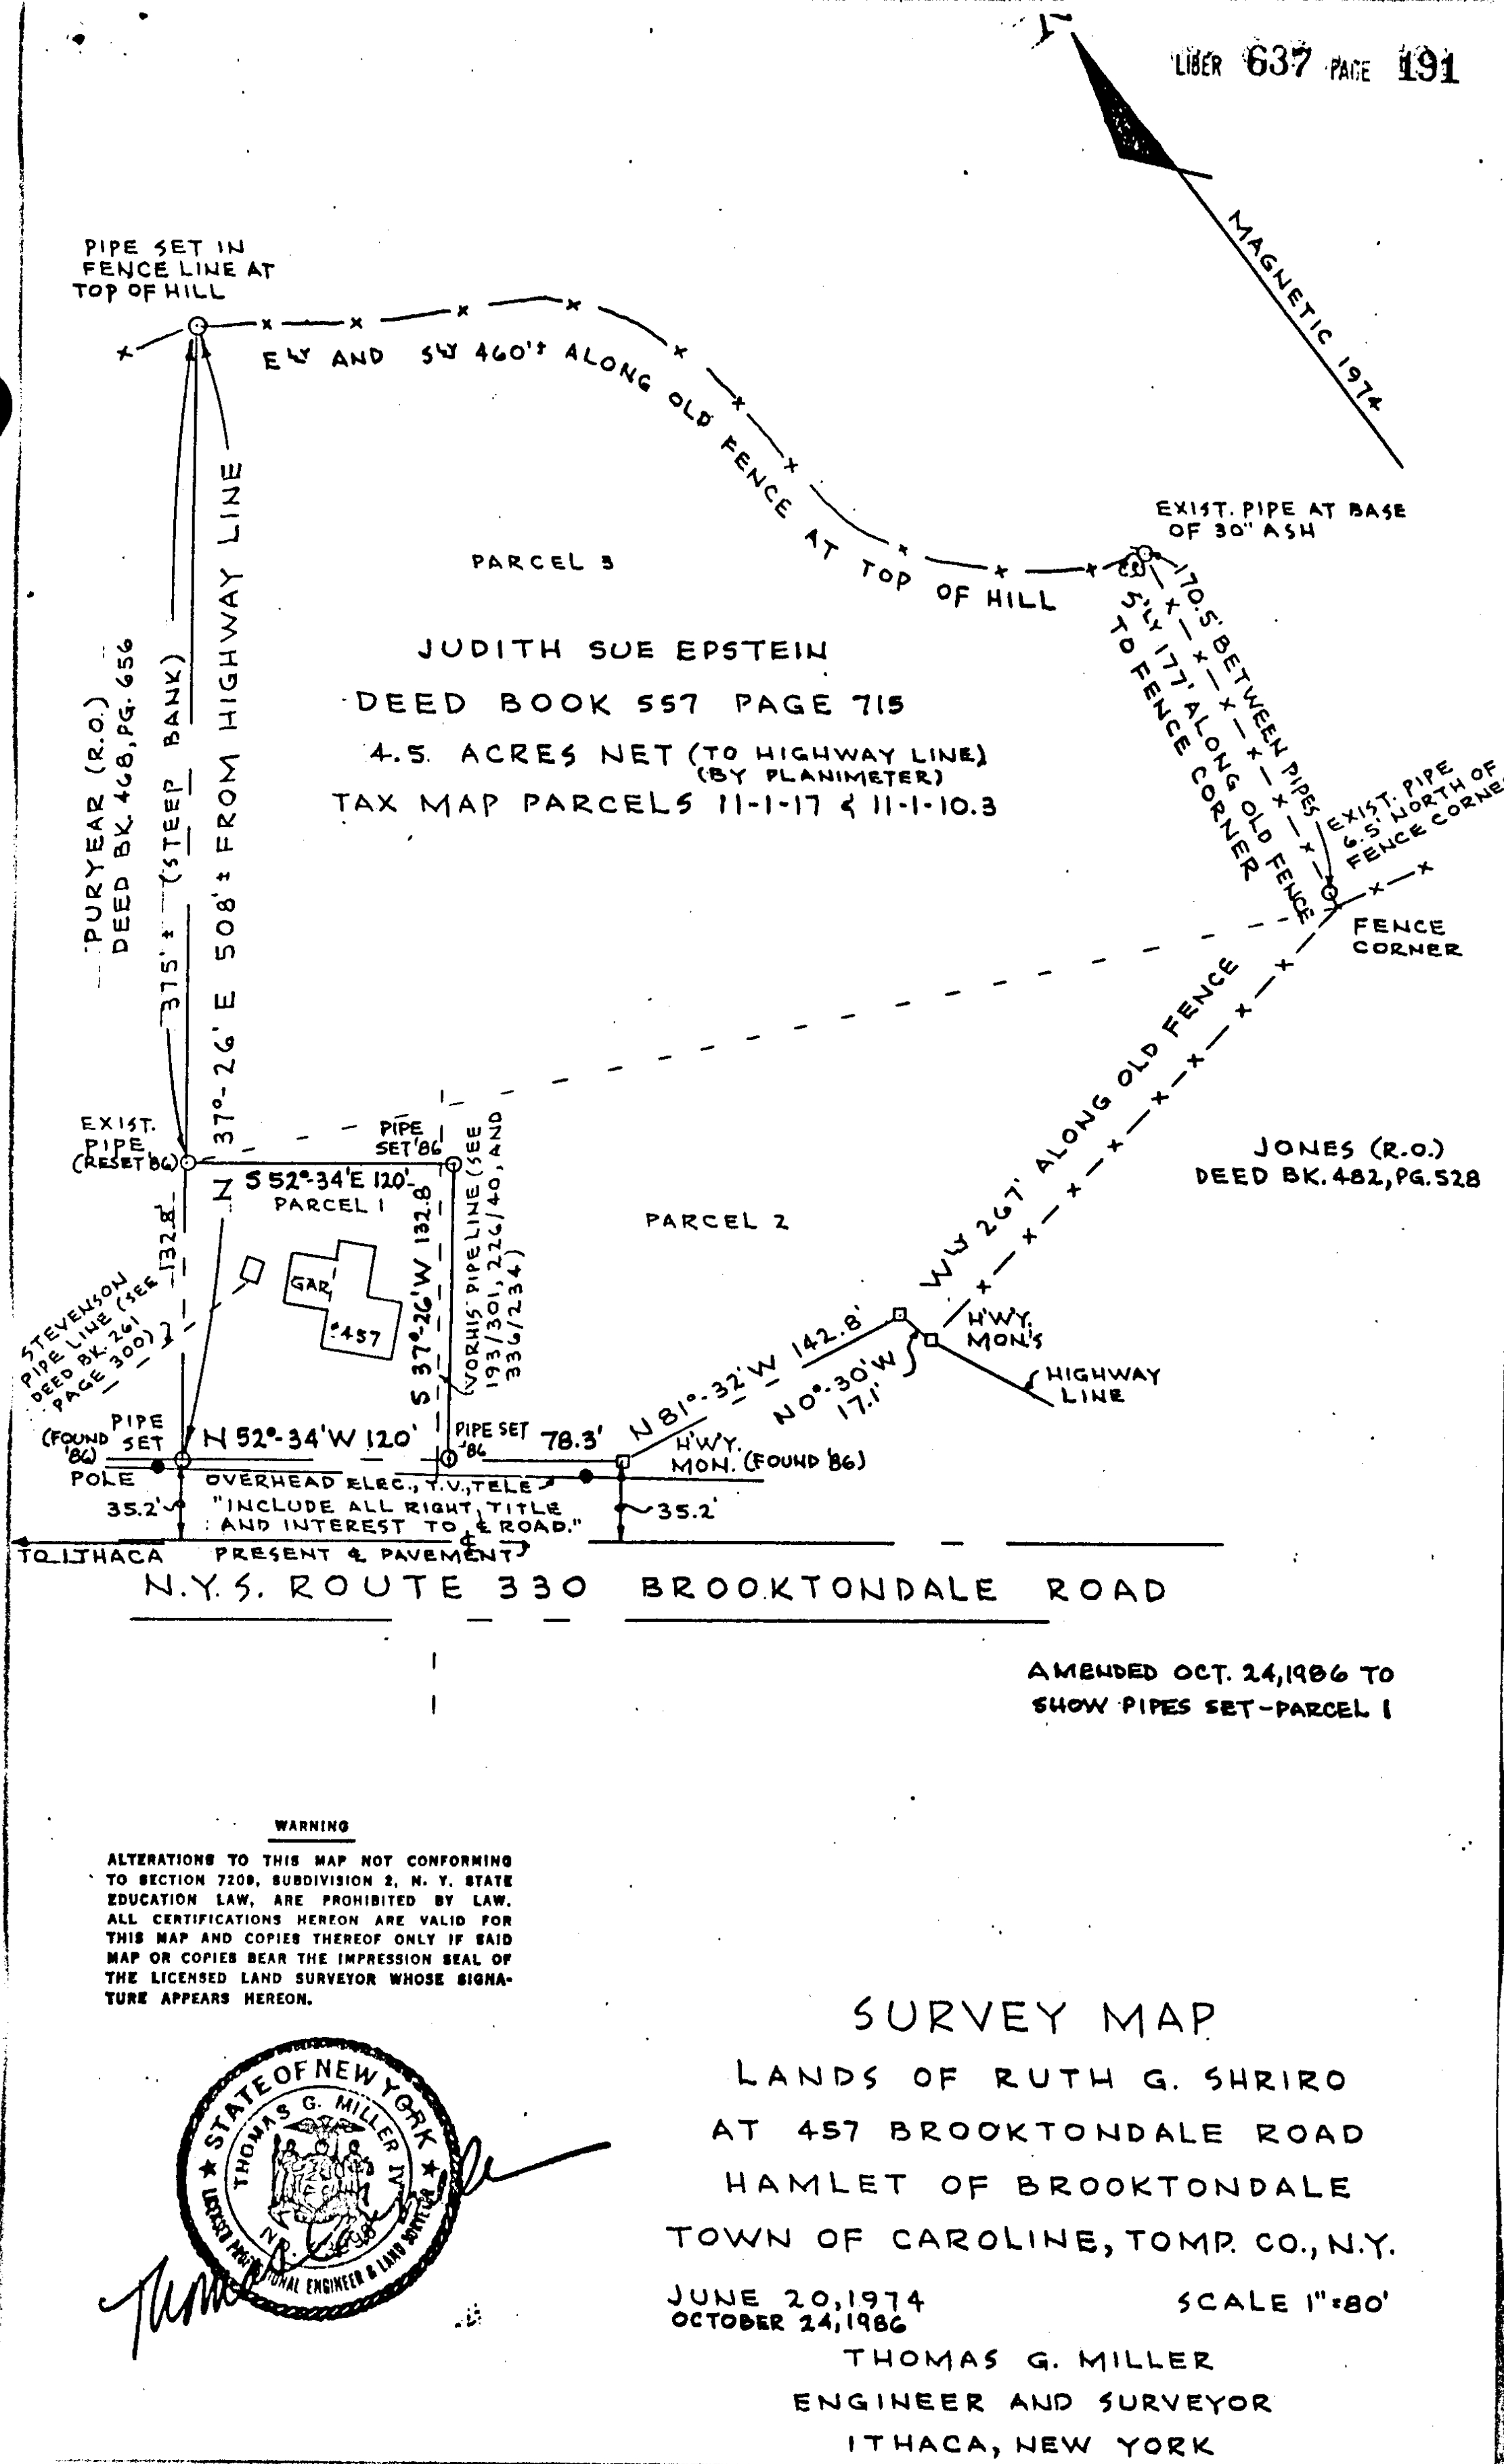 LIBER 637 PAGE 191
MAGNETIC 1974
PIPE SET IN
FENCE LINE AT
TOP OF HILL
E'LY AND S'LY 460'± ALONG OLD FENCE AT TOP OF HILL
EXIST. PIPE AT BASE
OF 30" ASH
170.5' BETWEEN PIPES
S'LY 177' ALONG OLD FENCE
TO FENCE CORNER
EXIST. PIPE
6.5' NORTH OF
FENCE CORNE
FENCE
CORNER
PARCEL 3
JUDITH SUE EPSTEIN
DEED BOOK 557 PAGE 715
4.5. ACRES NET (TO HIGHWAY LINE)
(BY PLANIMETER)
TAX MAP PARCELS 11-1-17 & 11-1-10.3
PURYEAR (R.O.)
DEED BK. 468, PG. 656
375'± (STEEP BANK)
N 37°-26' E 508'± FROM HIGHWAY LINE
W'LY 267' ALONG OLD FENCE
JONES (R.O.)
DEED BK. 482, PG. 528
EXIST.
PIPE
(RESET '86)
PIPE
SET '86
S 52°-34' E 120'
PARCEL 1
132.8'
S 37°-26' W 132.8
VORHIS PIPELINE (SEE
193/301, 226/40, AND
336/234)
PARCEL 2
STEVENSON
PIPE LINE (SEE
DEED BK. 261
PAGE 300)
GAR
#457
N 81°-32' W 142.8'
N 0°-30' W
17.1'
H'WY.
MON'S
HIGHWAY
LINE
PIPE
SET
(FOUND
'86)
N 52°-34' W 120'
PIPE SET
'86
78.3'
H'WY.
MON. (FOUND '86)
POLE
OVERHEAD ELEC., T.V., TELE
35.2'
"INCLUDE ALL RIGHT, TITLE
AND INTEREST TO ℄ ROAD."
35.2'
℄
TO ITHACA
PRESENT ℄ PAVEMENT
N.Y.S. ROUTE 330 BROOKTONDALE ROAD
AMENDED OCT. 24, 1986 TO
SHOW PIPES SET-PARCEL 1
WARNING
ALTERATIONS TO THIS MAP NOT CONFORMING
TO SECTION 7209, SUBDIVISION 2, N. Y. STATE
EDUCATION LAW, ARE PROHIBITED BY LAW.
ALL CERTIFICATIONS HEREON ARE VALID FOR
THIS MAP AND COPIES THEREOF ONLY IF SAID
MAP OR COPIES BEAR THE IMPRESSION SEAL OF
THE LICENSED LAND SURVEYOR WHOSE SIGNA-
TURE APPEARS HEREON.
STATE OF NEW YORK
THOMAS G. MILLER IV
LICENSED PROFESSIONAL ENGINEER & LAND SURVEYOR
SURVEY MAP
LANDS OF RUTH G. SHRIRO
AT 457 BROOKTONDALE ROAD
HAMLET OF BROOKTONDALE
TOWN OF CAROLINE, TOMP. CO., N.Y.
JUNE 20, 1974
OCTOBER 24, 1986
SCALE 1"=80'
THOMAS G. MILLER
ENGINEER AND SURVEYOR
ITHACA, NEW YORK